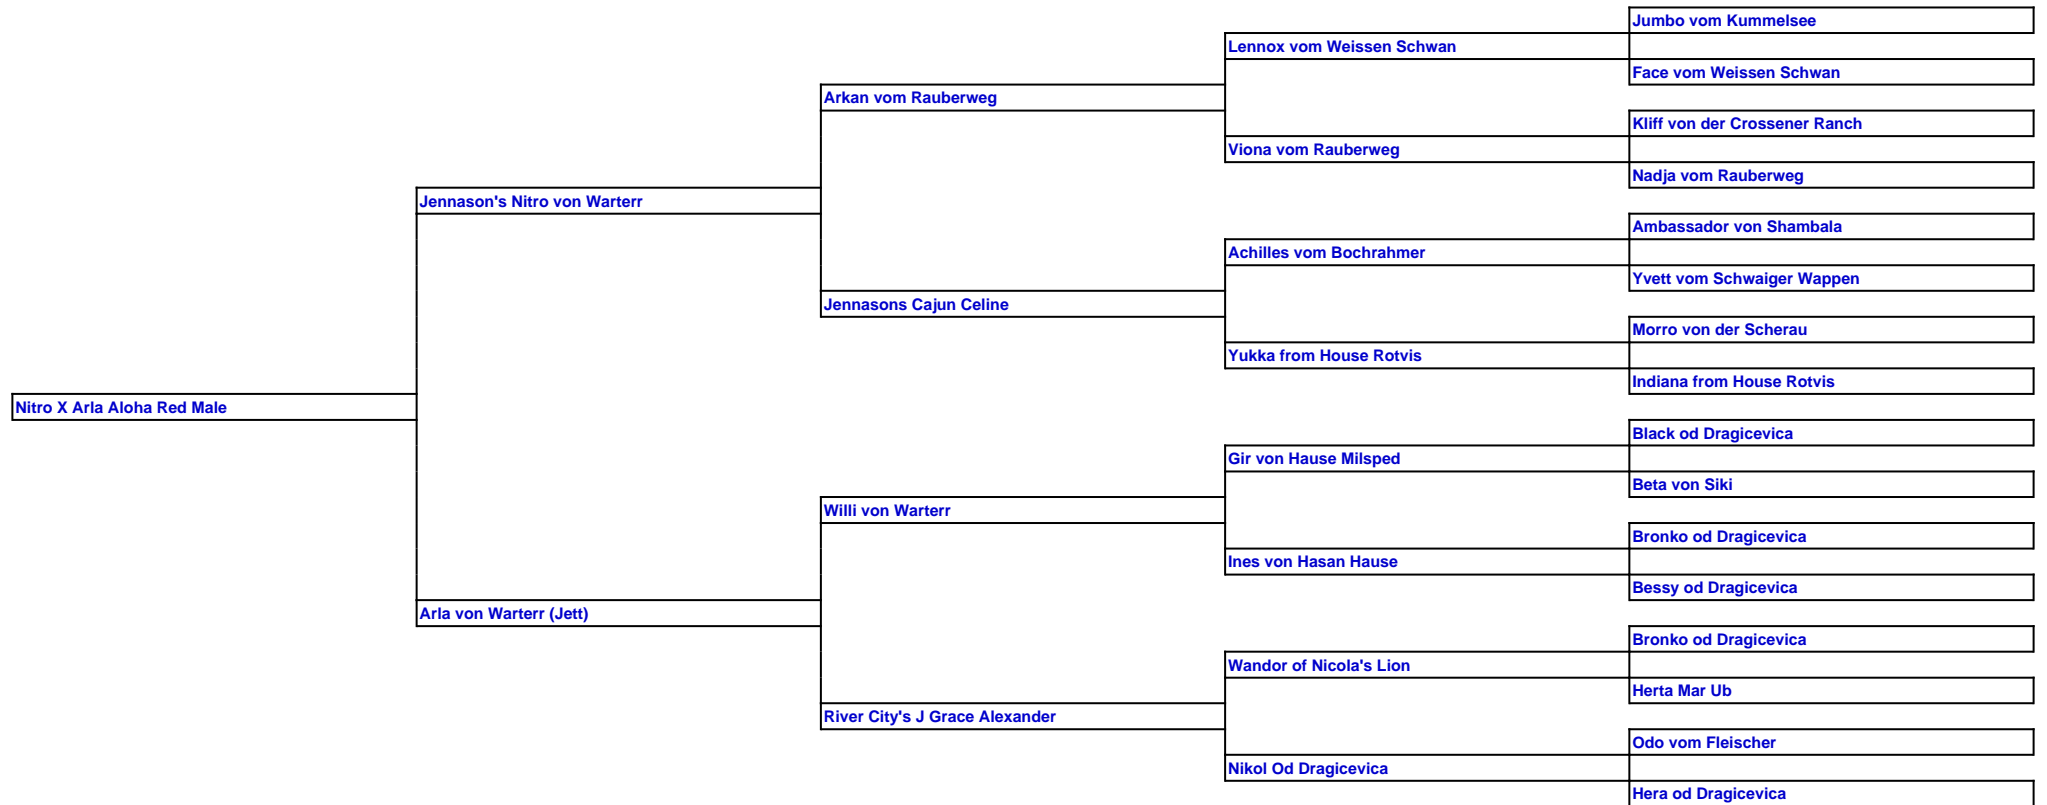 Jumbo vom Kummelsee
Lennox vom Weissen Schwan
Face vom Weissen Schwan
Arkan vom Rauberweg
Kliff von der Crossener Ranch
Viona vom Rauberweg
Nadja vom Rauberweg
Jennason's Nitro von Warterr
Ambassador von Shambala
Achilles vom Bochrahmer
Yvett vom Schwaiger Wappen
Jennasons Cajun Celine
Morro von der Scherau
Yukka from House Rotvis
Indiana from House Rotvis
Nitro X Arla Aloha Red Male
Black od Dragicevica
Gir von Hause Milsped
Beta von Siki
Willi von Warterr
Bronko od Dragicevica
Ines von Hasan Hause
Bessy od Dragicevica
Arla von Warterr (Jett)
Bronko od Dragicevica
Wandor of Nicola's Lion
Herta Mar Ub
River City's J Grace Alexander
Odo vom Fleischer
Nikol Od Dragicevica
Hera od Dragicevica